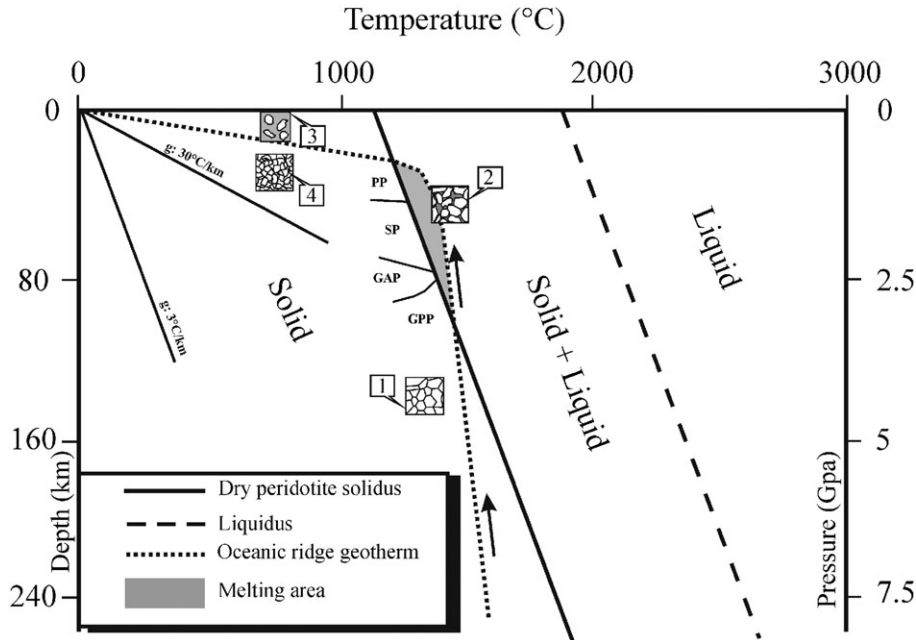 Temperature (°C)
0 1000 2000 3000
0 0
3
g: 30°C/km
4
PP
2
SP
Liquid
80 2.5
g: 3°C/km
Solid
GAP
GPP
Solid + Liquid
1
160 5
Dry peridotite solidus
Liquidus
Oceanic ridge geotherm
Melting area
Depth (km)
Pressure (Gpa)
240 7.5